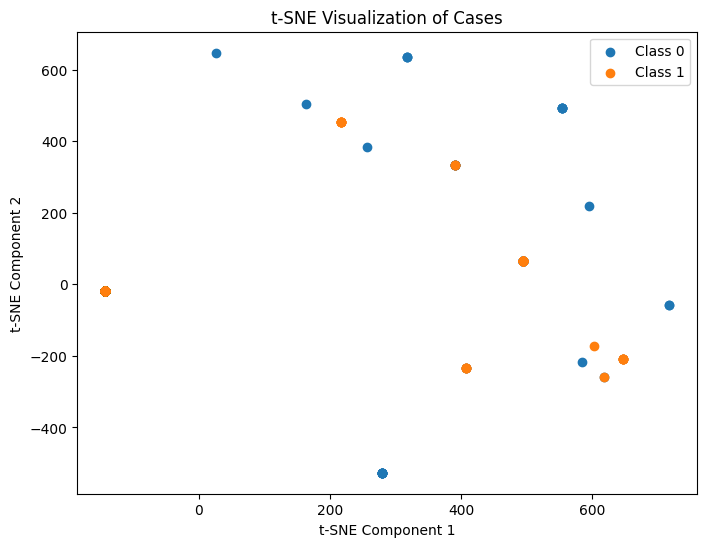 t-SNE Visualization of Cases
Class 0
Class 1
t-SNE Component 2
600
400
200
0
−200
−400
0
200
400
600
t-SNE Component 1